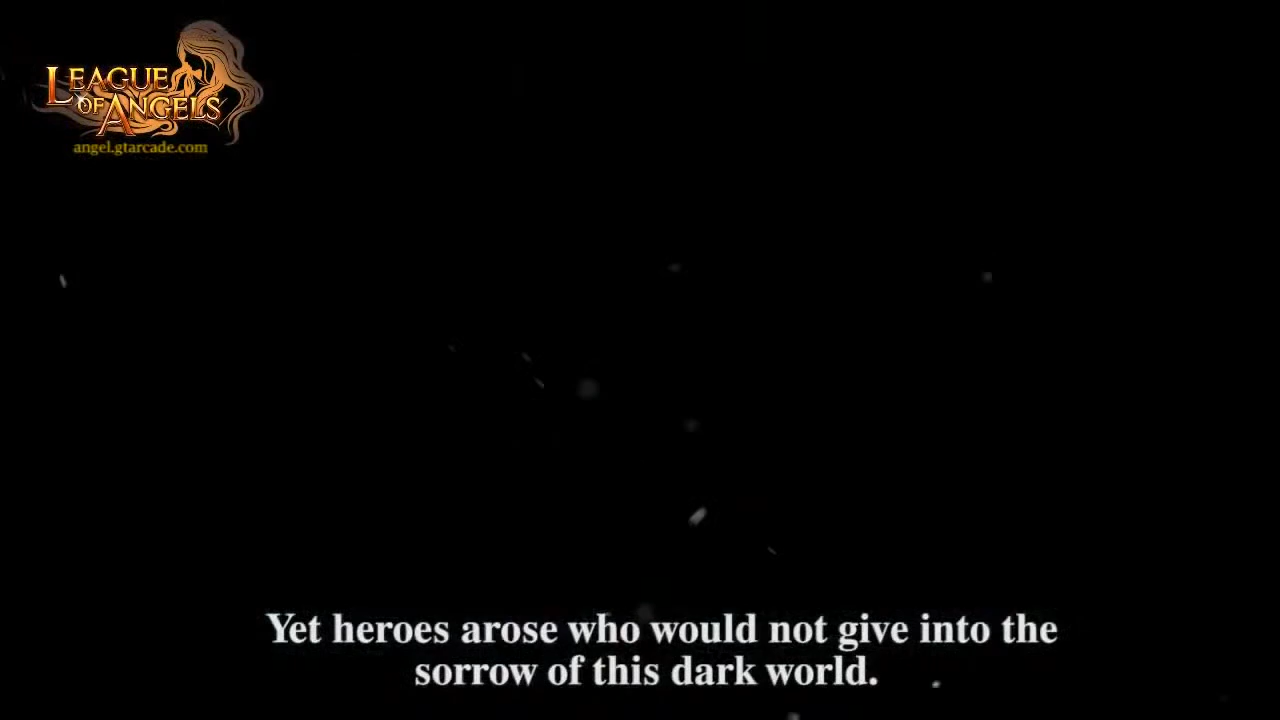 LEAGUE
OF ANGELS
angel.gtarcade.com
Yet heroes arose who would not give into the
sorrow of this dark world.